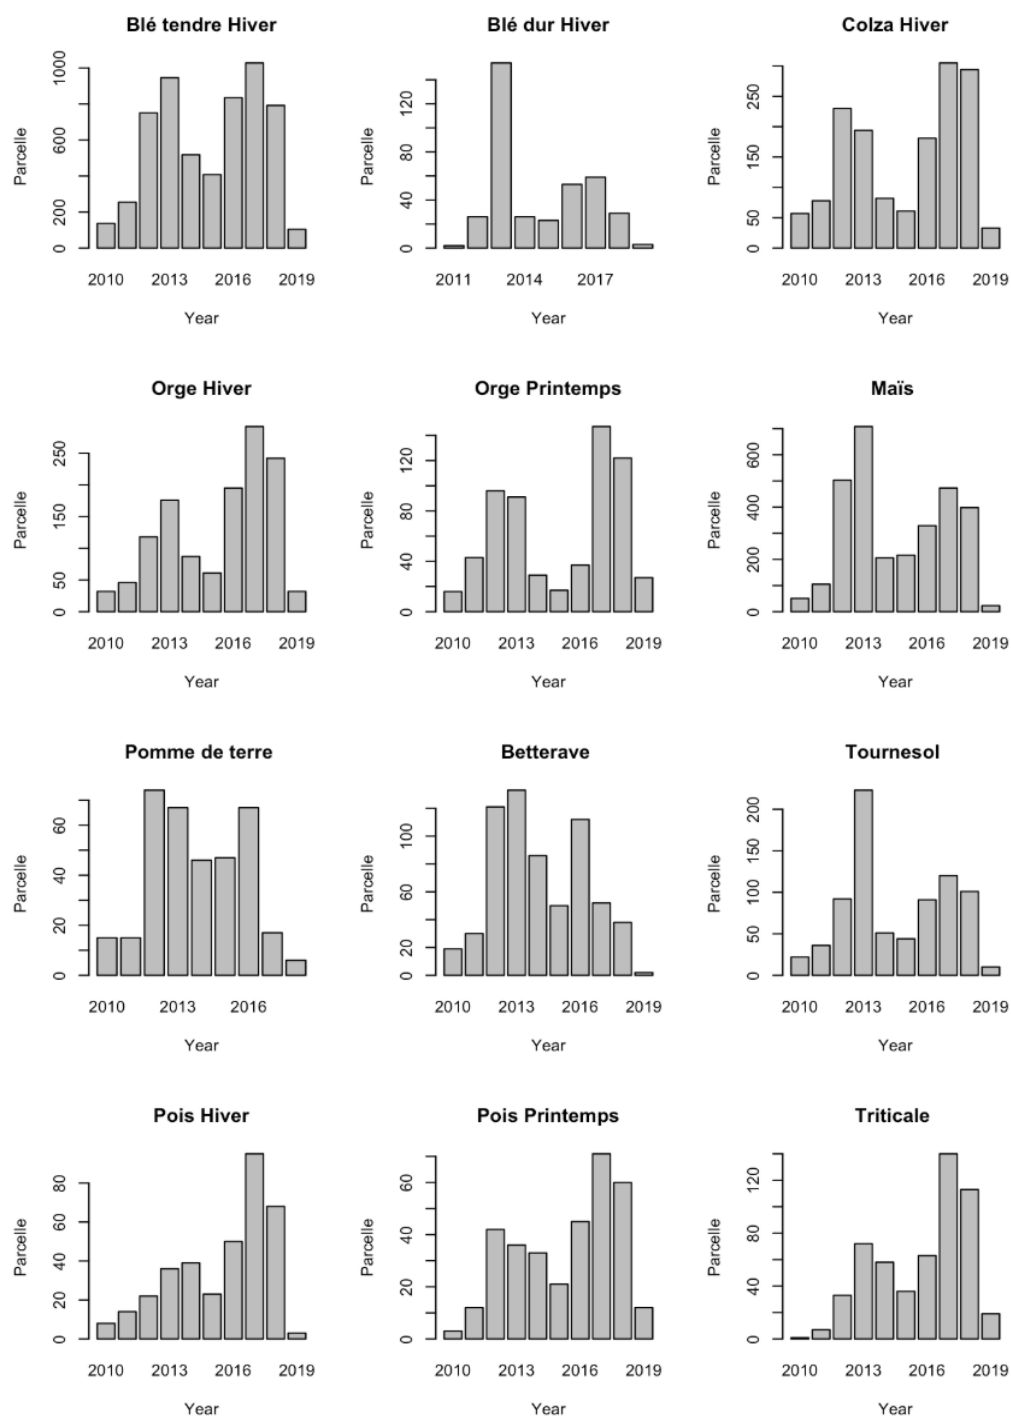 Blé tendre Hiver
Parcelle
0 200 600 1000
2010 2013 2016 2019
Year
Blé dur Hiver
Parcelle
0 40 80 120
2011 2014 2017
Year
Colza Hiver
Parcelle
0 50 150 250
2010 2013 2016 2019
Year
Orge Hiver
Parcelle
0 50 150 250
2010 2013 2016 2019
Year
Orge Printemps
Parcelle
0 40 80 120
2010 2013 2016 2019
Year
Maïs
Parcelle
0 200 400 600
2010 2013 2016 2019
Year
Pomme de terre
Parcelle
0 20 40 60
2010 2013 2016
Year
Betterave
Parcelle
0 20 60 100
2010 2013 2016 2019
Year
Tournesol
Parcelle
0 50 100 150 200
2010 2013 2016 2019
Year
Pois Hiver
Parcelle
0 20 40 60 80
2010 2013 2016 2019
Year
Pois Printemps
Parcelle
0 20 40 60
2010 2013 2016 2019
Year
Triticale
Parcelle
0 40 80 120
2010 2013 2016 2019
Year